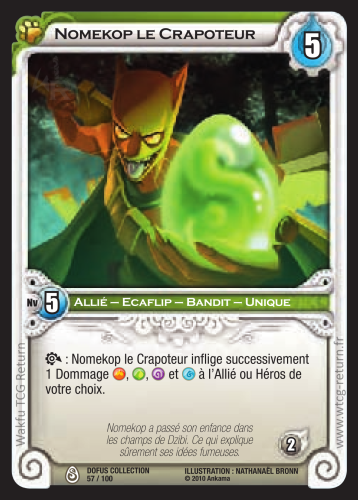 Nomekop le Crapoteur
5
Nv 5
Allié – Ecaflip – Bandit – Unique
: Nomekop le Crapoteur inflige successivement
1 Dommage , , et à l'Allié ou Héros de
votre choix.
Nomekop a passé son enfance dans
les champs de Dzibi. Ce qui explique
sûrement ses idées fumeuses.
2
DOFUS COLLECTION
57 / 100
ILLUSTRATION : NATHANAËL BRONN
© 2010 Ankama
Wakfu TCG Return
www.wtcg-return.fr